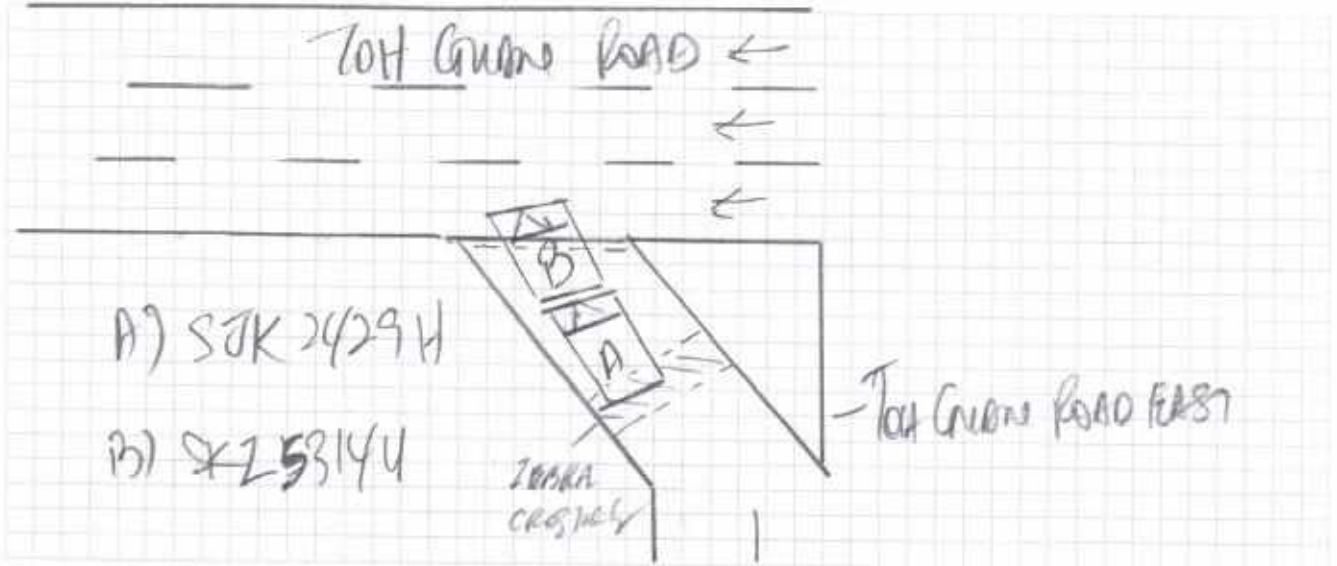 TOH GUAN ROAD
A) SJK 2429H
B
A
TOH GUAN ROAD EAST
B) SKZ5314U
ZEBRA
CROSSING